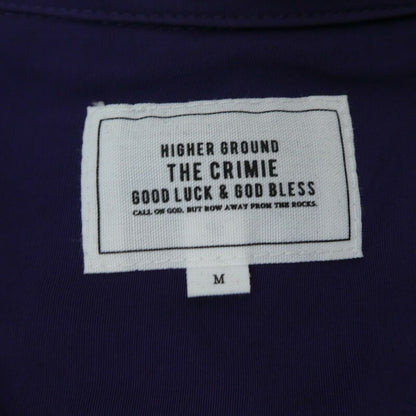 HIGHER GROUND
THE CRIMIE
GOOD LUCK & GOD BLESS
CALL ON GOD, BUT ROW AWAY FROM THE ROCKS.
M